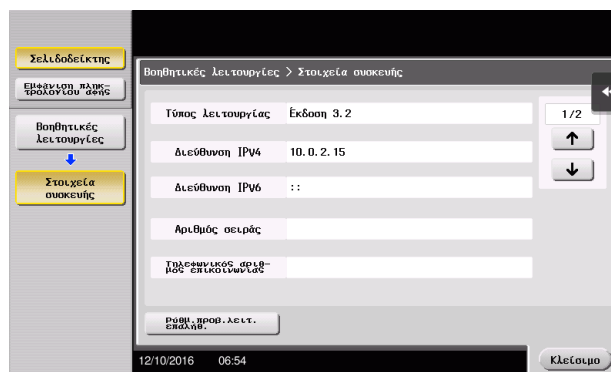 Σελιδοδείκτης
Εμφάνιση πληκ-
τρολογίου αφής
Βοηθητικές
λειτουργίες
Στοιχεία
συσκευής
Βοηθητικές λειτουργίες > Στοιχεία συσκευής
Τύπος λειτουργίας Έκδοση 3.2
Διεύθυνση IPv4 10.0.2.15
Διεύθυνση IPv6 ::
Αριθμός σειράς
Τηλεφωνικός αριθ-
μός επικοινωνίας
Ρύθμ.προβ.λειτ.
επαλήθ.
1/2
12/10/2016 06:54
Κλείσιμο